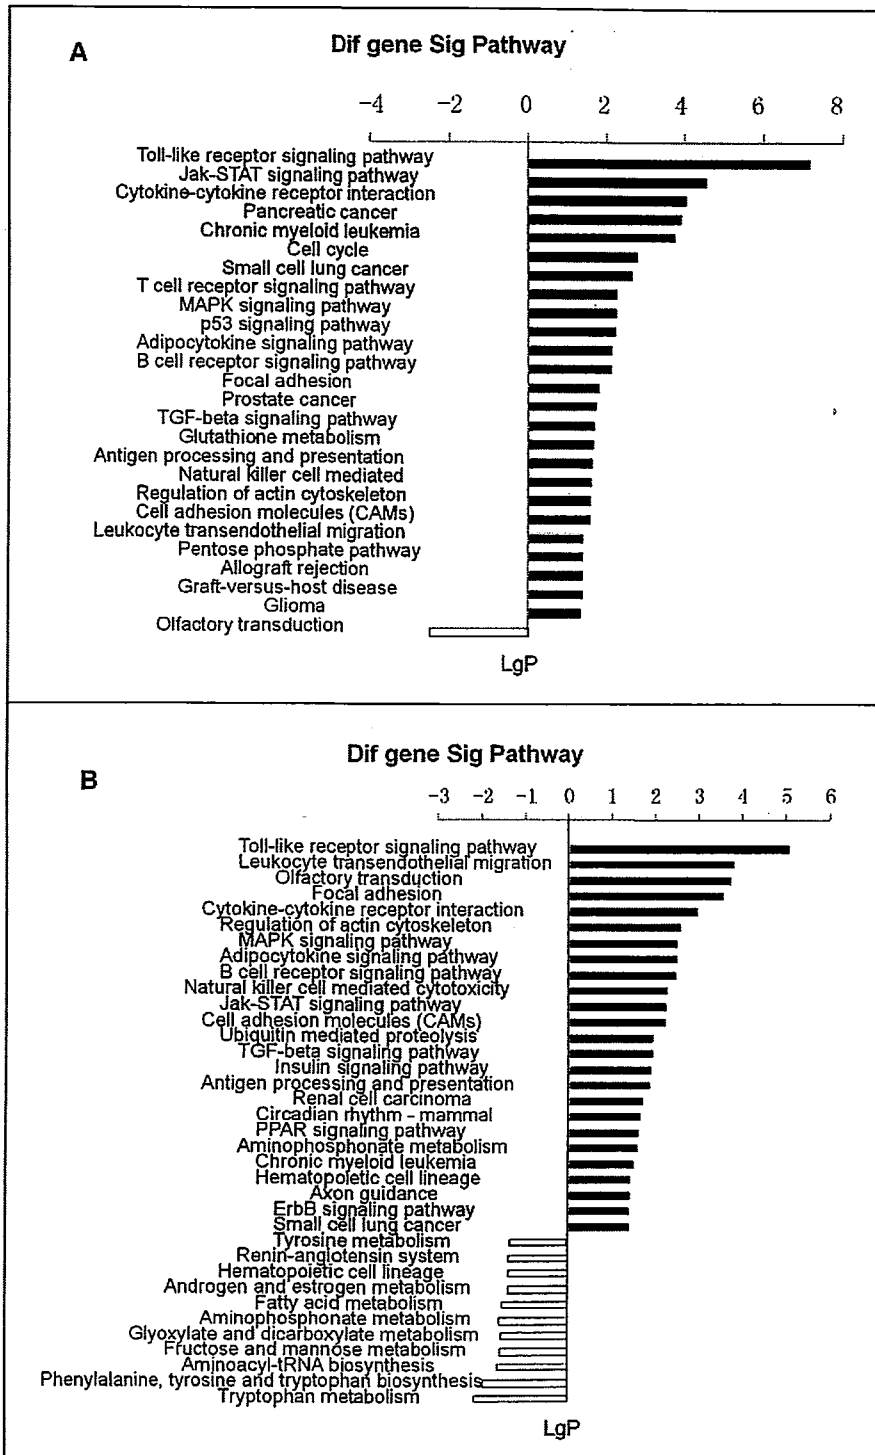 A
Dif gene Sig Pathway
-4 -2 0 2 4 6 8
Toll-like receptor signaling pathway
Jak-STAT signaling pathway
Cytokine-cytokine receptor interaction
Pancreatic cancer
Chronic myeloid leukemia
Cell cycle
Small cell lung cancer
T cell receptor signaling pathway
MAPK signaling pathway
p53 signaling pathway
Adipocytokine signaling pathway
B cell receptor signaling pathway
Focal adhesion
Prostate cancer
TGF-beta signaling pathway
Glutathione metabolism
Antigen processing and presentation
Natural killer cell mediated
Regulation of actin cytoskeleton
Cell adhesion molecules (CAMs)
Leukocyte transendothelial migration
Pentose phosphate pathway
Allograft rejection
Graft-versus-host disease
Glioma
Olfactory transduction
LgP
Dif gene Sig Pathway
B
-3 -2 -1 0 1 2 3 4 5 6
Toll-like receptor signaling pathway
Leukocyte transendothelial migration
Olfactory transduction
Focal adhesion
Cytokine-cytokine receptor interaction
Regulation of actin cytoskeleton
MAPK signaling pathway
Adipocytokine signaling pathway
B cell receptor signaling pathway
Natural killer cell mediated cytotoxicity
Jak-STAT signaling pathway
Cell adhesion molecules (CAMs)
Ubiquitin mediated proteolysis
TGF-beta signaling pathway
Insulin signaling pathway
Antigen processing and presentation
Renal cell carcinoma
Circadian rhythm - mammal
PPAR signaling pathway
Aminophosphonate metabolism
Chronic myeloid leukemia
Hematopoietic cell lineage
Axon guidance
ErbB signaling pathway
Small cell lung cancer
Tyrosine metabolism
Renin-angiotensin system
Hematopoietic cell lineage
Androgen and estrogen metabolism
Fatty acid metabolism
Aminophosphonate metabolism
Glyoxylate and dicarboxylate metabolism
Fructose and mannose metabolism
Aminoacyl-tRNA biosynthesis
Phenylalanine, tyrosine and tryptophan biosynthesis
Tryptophan metabolism
LgP